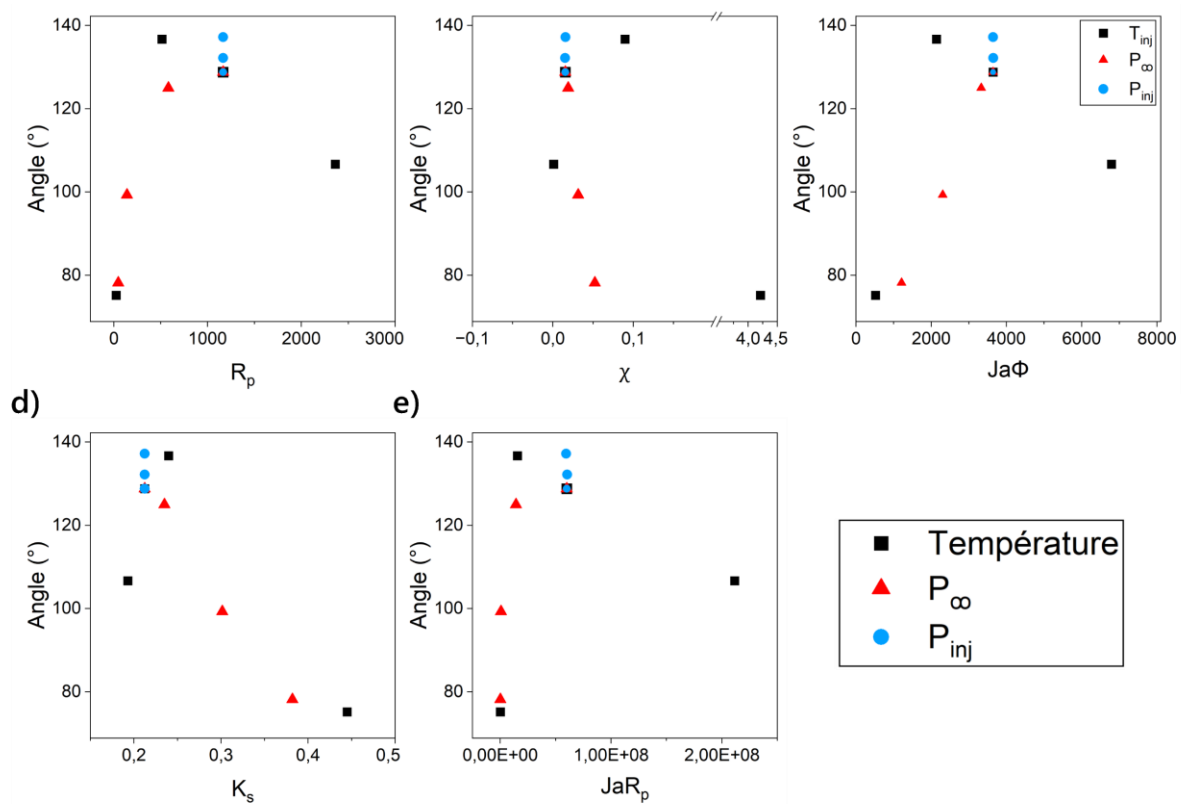 140
120
100
80
Angle (°)
0 1000 2000 3000
R_p
140
120
100
80
Angle (°)
−0,1 0,0 0,1 4,0 4,5
χ
140
120
100
80
Angle (°)
0 2000 4000 6000 8000
JaΦ
T_inj
P_∞
P_inj
d)
140
120
100
80
Angle (°)
0,2 0,3 0,4 0,5
K_s
e)
140
120
100
80
Angle (°)
0,00E+00 1,00E+08 2,00E+08
JaR_p
Température
P_∞
P_inj